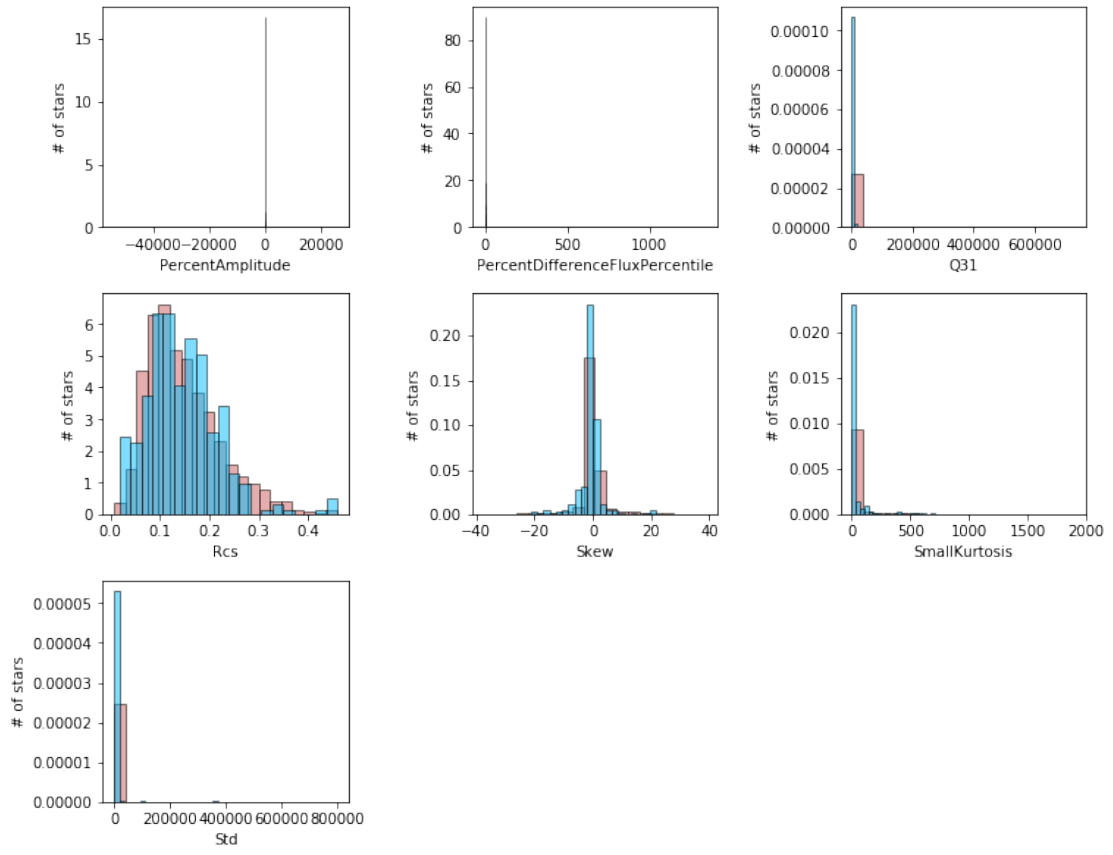 15
10
5
0
# of stars
−40000 −20000 0 20000
PercentAmplitude
80
60
40
20
0
# of stars
0 500 1000
PercentDifferenceFluxPercentile
0.00010
0.00008
0.00006
0.00004
0.00002
0.00000
# of stars
0 200000 400000 600000
Q31
6
5
4
3
2
1
0
# of stars
0.0 0.1 0.2 0.3 0.4
Rcs
0.20
0.15
0.10
0.05
0.00
# of stars
−40 −20 0 20 40
Skew
0.020
0.015
0.010
0.005
0.000
# of stars
0 500 1000 1500 2000
SmallKurtosis
0.00005
0.00004
0.00003
0.00002
0.00001
0.00000
# of stars
0 200000 400000 600000 800000
Std